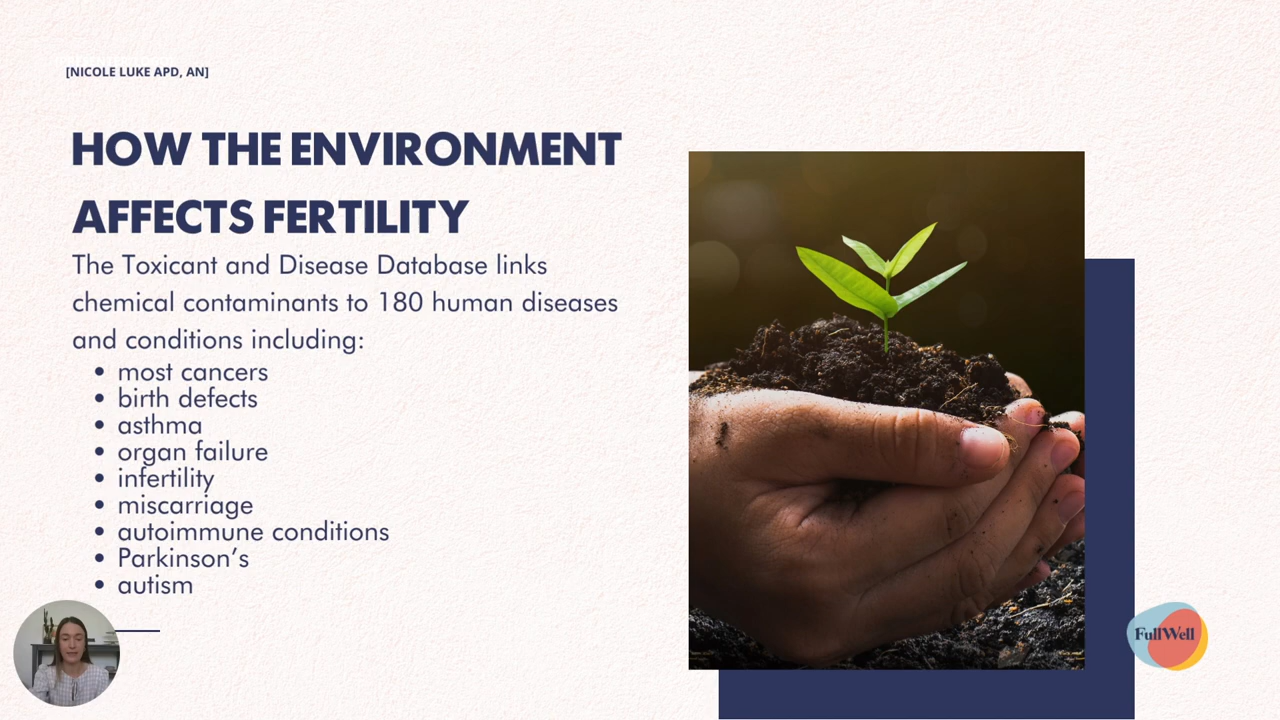 [NICOLE LUKE APD, AN]
HOW THE ENVIRONMENT
AFFECTS FERTILITY
The Toxicant and Disease Database links
chemical contaminants to 180 human diseases
and conditions including:
• most cancers
• birth defects
• asthma
• organ failure
• infertility
• miscarriage
• autoimmune conditions
• Parkinson's
• autism
FullWell